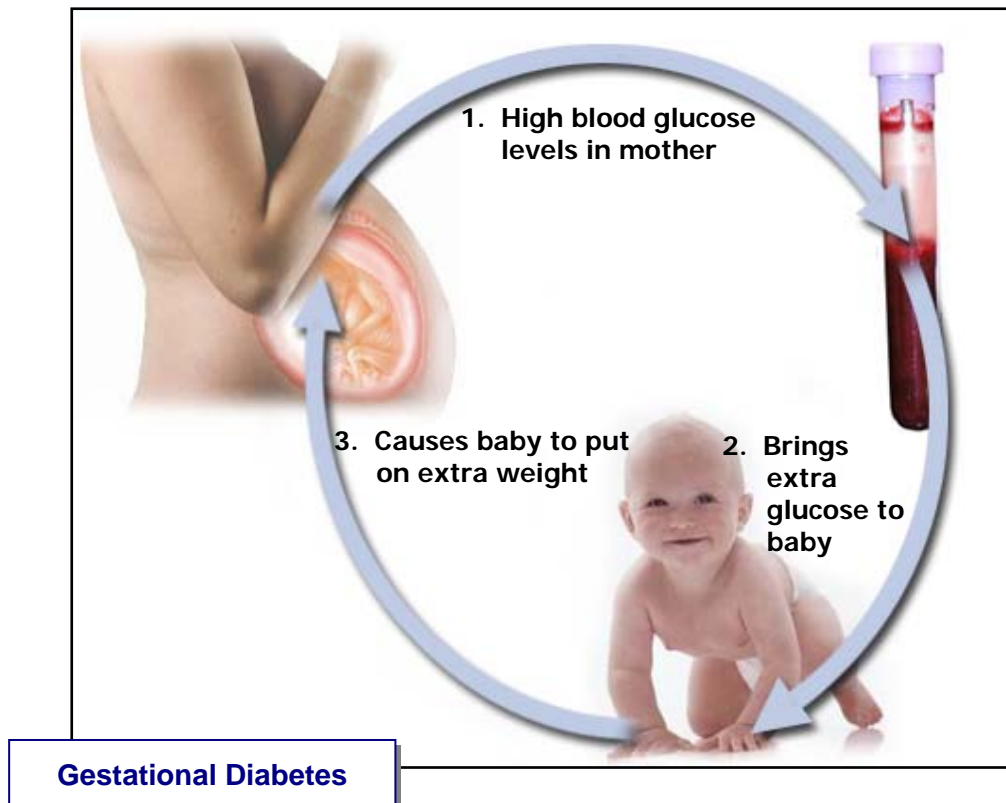 1. High blood glucose
levels in mother
2. Brings
extra
glucose to
baby
3. Causes baby to put
on extra weight
Gestational Diabetes